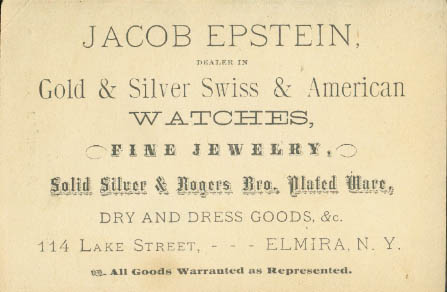 JACOB EPSTEIN,
DEALER IN
Gold & Silver Swiss & American
WATCHES,
FINE JEWELRY,
Solid Silver & Rogers Bro. Plated Ware,
DRY AND DRESS GOODS, &c.
114 LAKE STREET, - - - ELMIRA, N. Y.
All Goods Warranted as Represented.